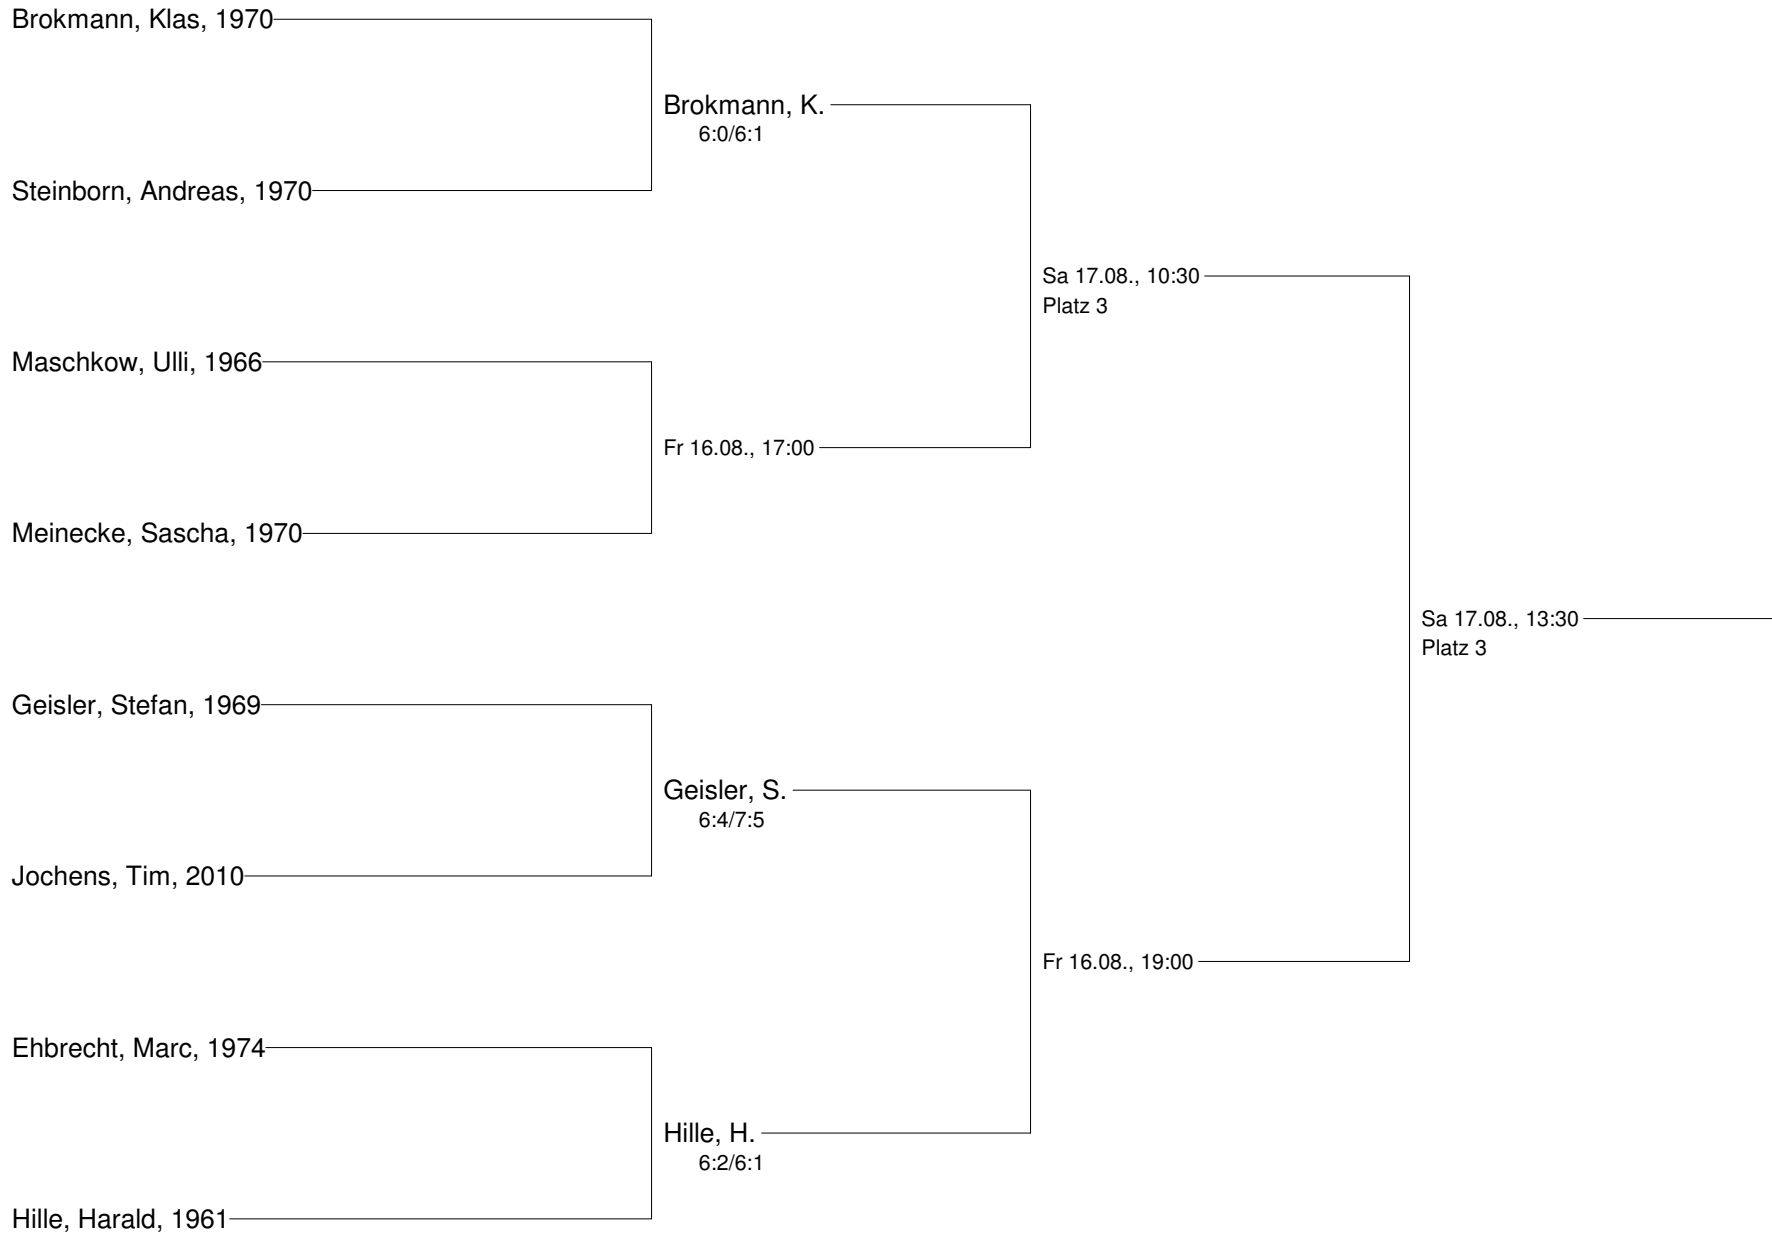 Brokmann, Klas, 1970
Brokmann, K.
6:0/6:1
Steinborn, Andreas, 1970
Sa 17.08., 10:30
Platz 3
Maschkow, Ulli, 1966
Fr 16.08., 17:00
Meinecke, Sascha, 1970
Sa 17.08., 13:30
Platz 3
Geisler, Stefan, 1969
Geisler, S.
6:4/7:5
Jochens, Tim, 2010
Fr 16.08., 19:00
Ehbrecht, Marc, 1974
Hille, H.
6:2/6:1
Hille, Harald, 1961